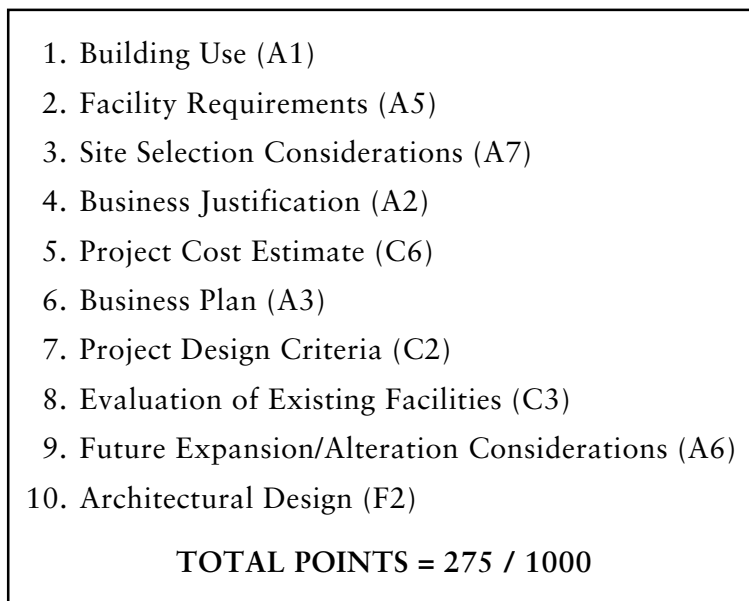 1. Building Use (A1)
2. Facility Requirements (A5)
3. Site Selection Considerations (A7)
4. Business Justification (A2)
5. Project Cost Estimate (C6)
6. Business Plan (A3)
7. Project Design Criteria (C2)
8. Evaluation of Existing Facilities (C3)
9. Future Expansion/Alteration Considerations (A6)
10. Architectural Design (F2)
TOTAL POINTS = 275 / 1000